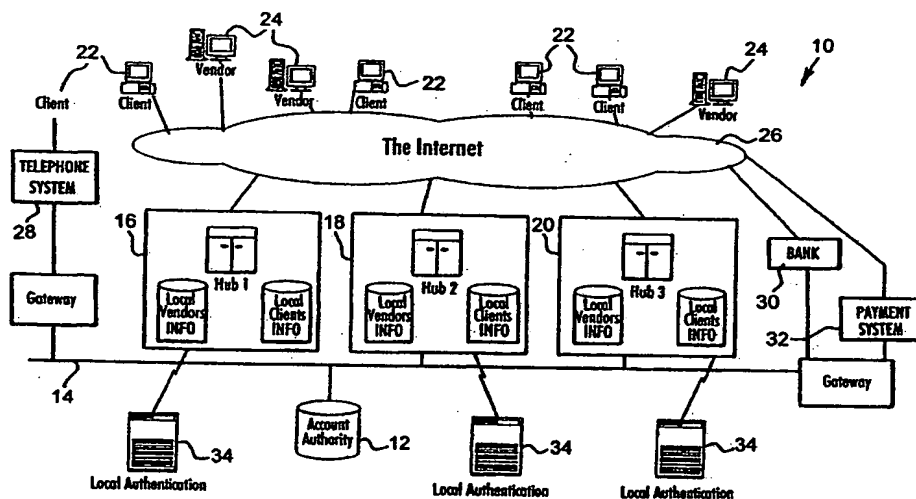 24
22
Vendor
22
24
10
Client
Client
Vendor
Client
22
Client
Client
Vendor
26
The Internet
TELEPHONE
SYSTEM
28
16
18
20
Hub 1
Hub 2
Hub 3
BANK
30
Gateway
Local
Vendors
INFO
Local
Clients
INFO
Local
Vendors
INFO
Local
Clients
INFO
Local
Vendors
INFO
Local
Clients
INFO
32
PAYMENT
SYSTEM
14
Gateway
Account
Authority
12
34
34
34
Local Authentication
Local Authentication
Local Authentication